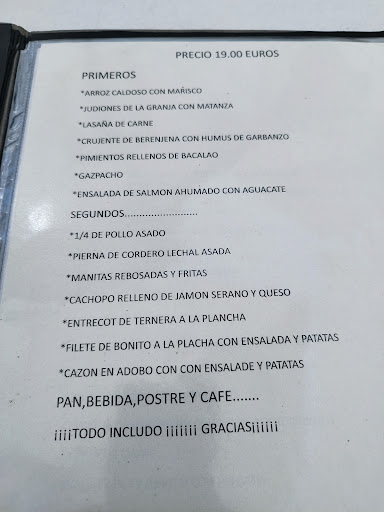 PRECIO 19.00 EUROS
PRIMEROS
*ARROZ CALDOSO CON MARISCO
*JUDIONES DE LA GRANJA CON MATANZA
*LASAÑA DE CARNE
*CRUJENTE DE BERENJENA CON HUMUS DE GARBANZO
*PIMIENTOS RELLENOS DE BACALAO
*GAZPACHO
*ENSALADA DE SALMON AHUMADO CON AGUACATE
SEGUNDOS.........................
*1/4 DE POLLO ASADO
*PIERNA DE CORDERO LECHAL ASADA
*MANITAS REBOSADAS Y FRITAS
*CACHOPO RELLENO DE JAMON SERANO Y QUESO
*ENTRECOT DE TERNERA A LA PLANCHA
*FILETE DE BONITO A LA PLACHA CON ENSALADA Y PATATAS
*CAZON EN ADOBO CON CON ENSALADE Y PATATAS
PAN,BEBIDA,POSTRE Y CAFE.......
¡¡¡¡TODO INCLUDO ¡¡¡¡¡¡¡ GRACIAS¡¡¡¡¡¡